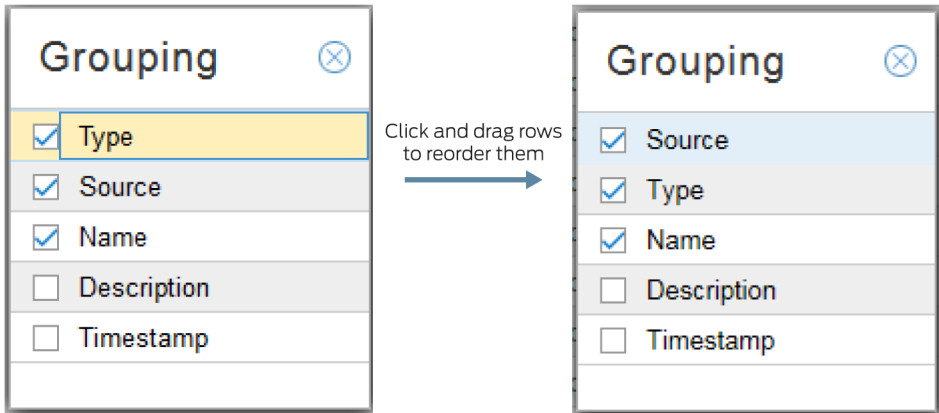 Grouping
Type
Source
Name
Description
Timestamp
Click and drag rows
to reorder them
Grouping
Source
Type
Name
Description
Timestamp